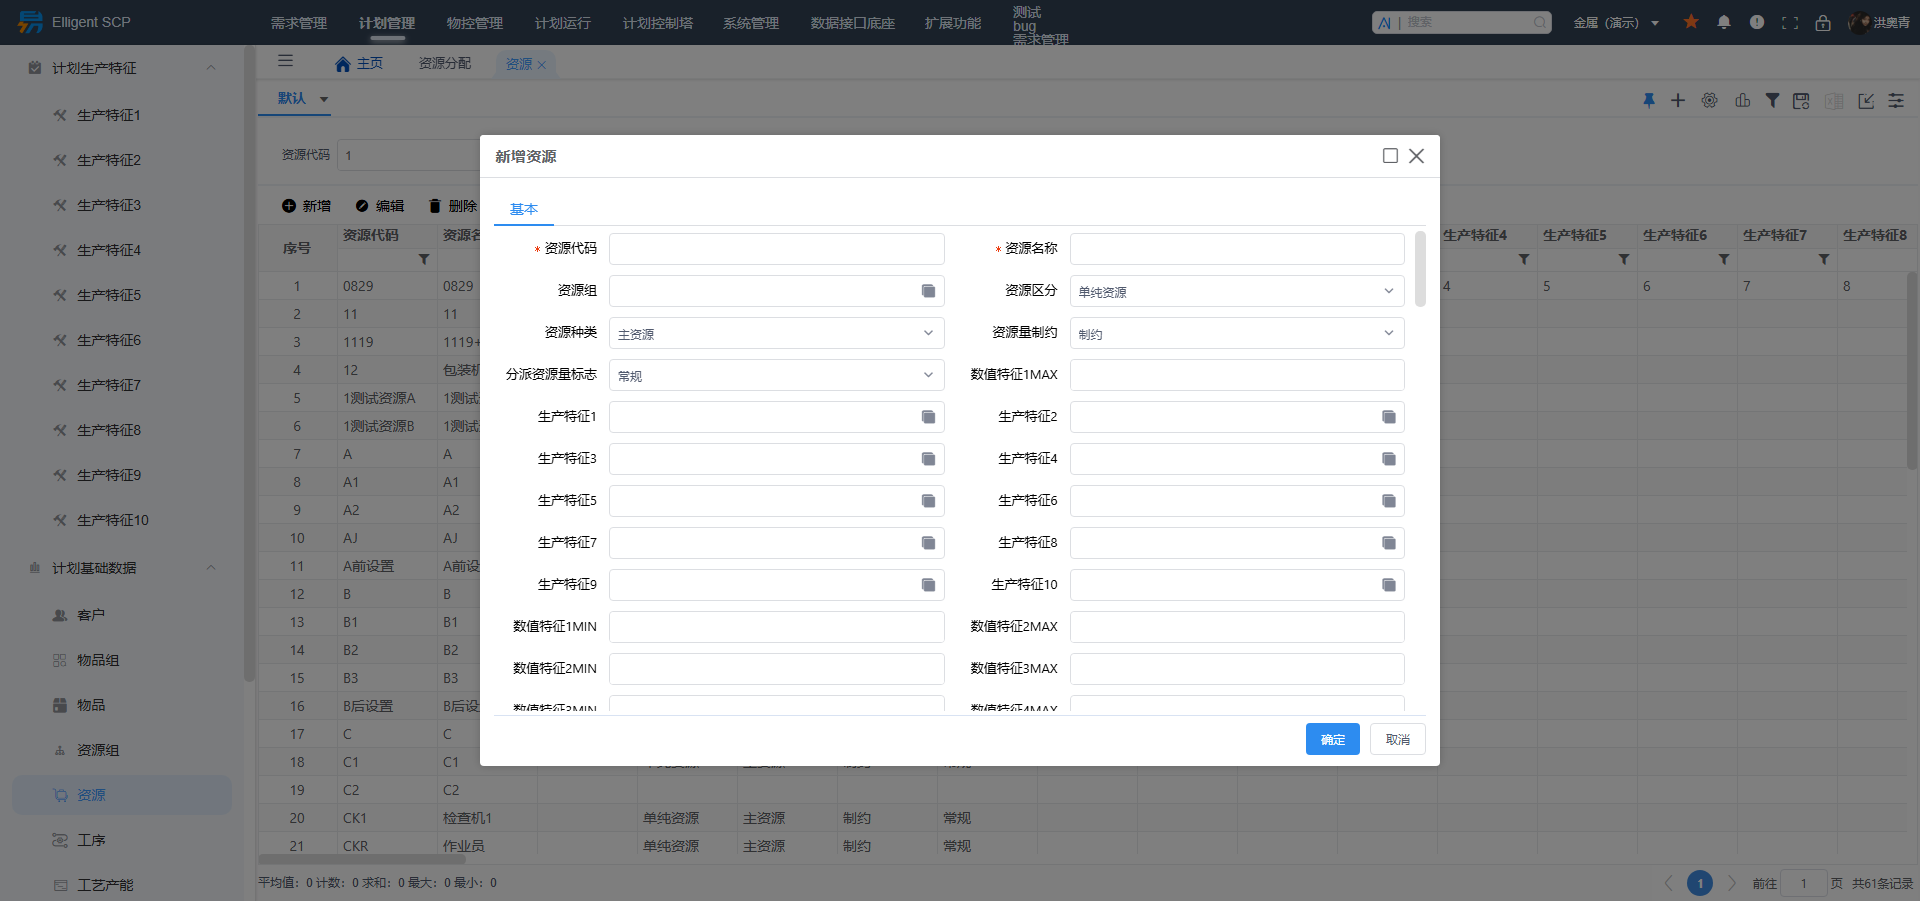 Elligent SCP
需求管理
计划管理
物控管理
计划运行
计划控制塔
系统管理
数据接口底座
扩展功能
测试
bug
需求管理
搜索
金属（演示）
洪奥青
主页
资源分配
资源
默认
计划生产特征
生产特征1
生产特征2
生产特征3
生产特征4
生产特征5
生产特征6
生产特征7
生产特征8
生产特征9
生产特征10
计划基础数据
客户
物品组
物品
资源组
资源
工序
工艺产能
资源代码 1
新增 编辑 删除
序号 资源代码 生产特征4 生产特征5 生产特征6 生产特征7 生产特征8
1 0829 0829 4 5 6 7 8
2 11 11
3 1119 1119+
4 12 包装机
5 1测试资源A 1测试
6 1测试资源B 1测试
7 A A
8 A1 A1
9 A2 A2
10 AJ AJ
11 A前设置 A前设
12 B B
13 B1 B1
14 B2 B2
15 B3 B3
16 B后设置 B后设
17 C C
18 C1 C1
19 C2 C2
20 CK1 检查机1 单纯资源 主资源 制约 常规
21 CKR 作业员 单纯资源 主资源 制约 常规
平均值：0 计数：0 求和：0 最大：0 最小：0
1 前往 1 页 共61条记录
新增资源
基本
* 资源代码
* 资源名称
资源组
资源区分 单纯资源
资源种类 主资源
资源量制约 制约
分派资源量标志 常规
数值特征1MAX
生产特征1
生产特征2
生产特征3
生产特征4
生产特征5
生产特征6
生产特征7
生产特征8
生产特征9
生产特征10
数值特征1MIN
数值特征2MAX
数值特征2MIN
数值特征3MAX
数值特征3MIN
数值特征4MAX
确定
取消